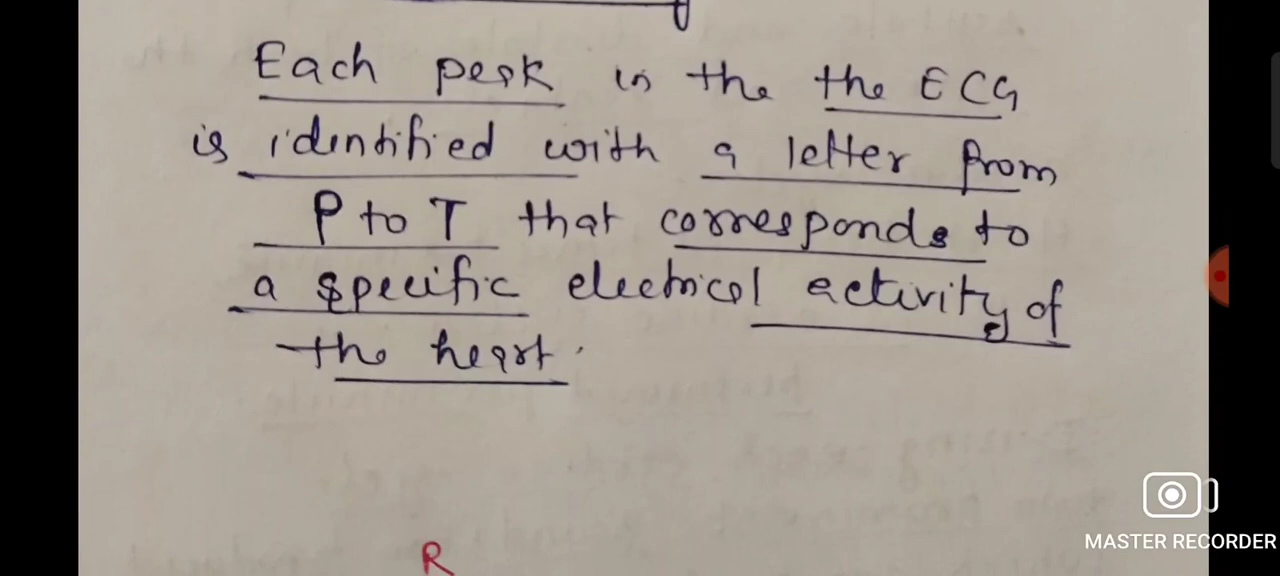 Each peak in the the ECG
is identified with a letter from
P to T that corresponds to
a specific electrical activity of
the heart.
R
MASTER RECORDER